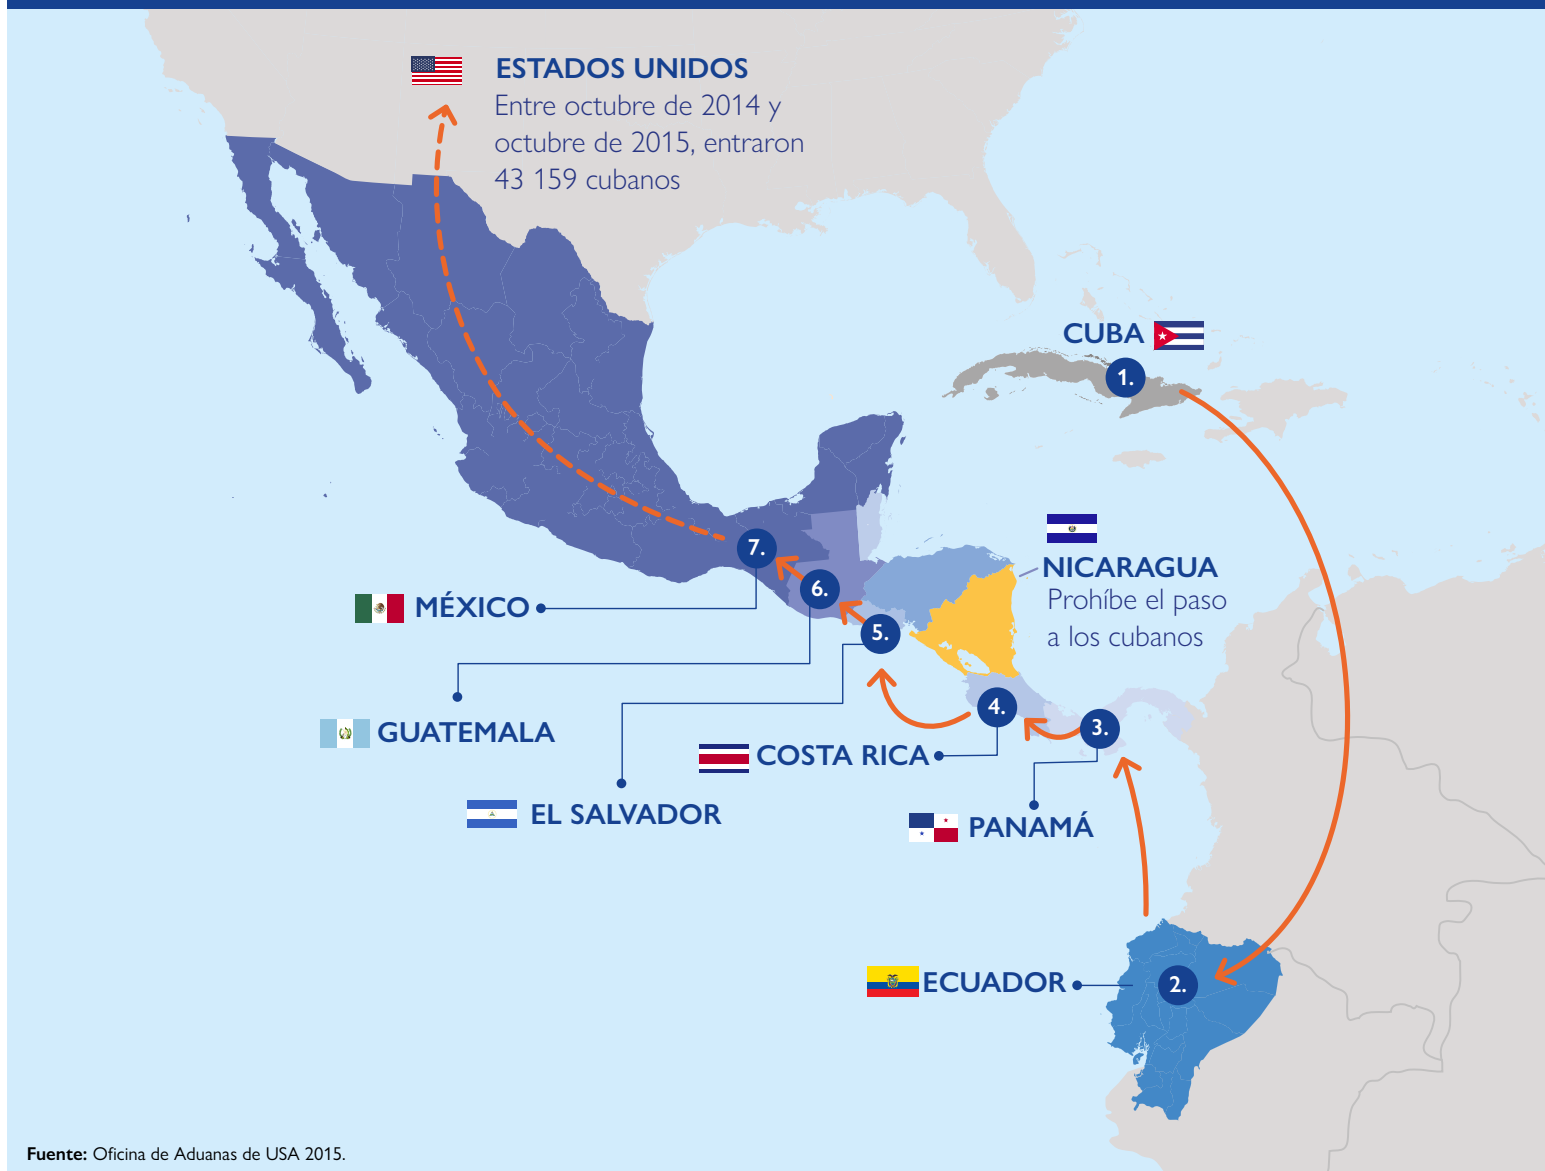 ESTADOS UNIDOS
Entre octubre de 2014 y
octubre de 2015, entraron
43 159 cubanos
CUBA
1.
NICARAGUA
Prohíbe el paso
a los cubanos
7.
MÉXICO
6.
5.
GUATEMALA
4.
3.
COSTA RICA
EL SALVADOR
PANAMÁ
ECUADOR
2.
Fuente: Oficina de Aduanas de USA 2015.